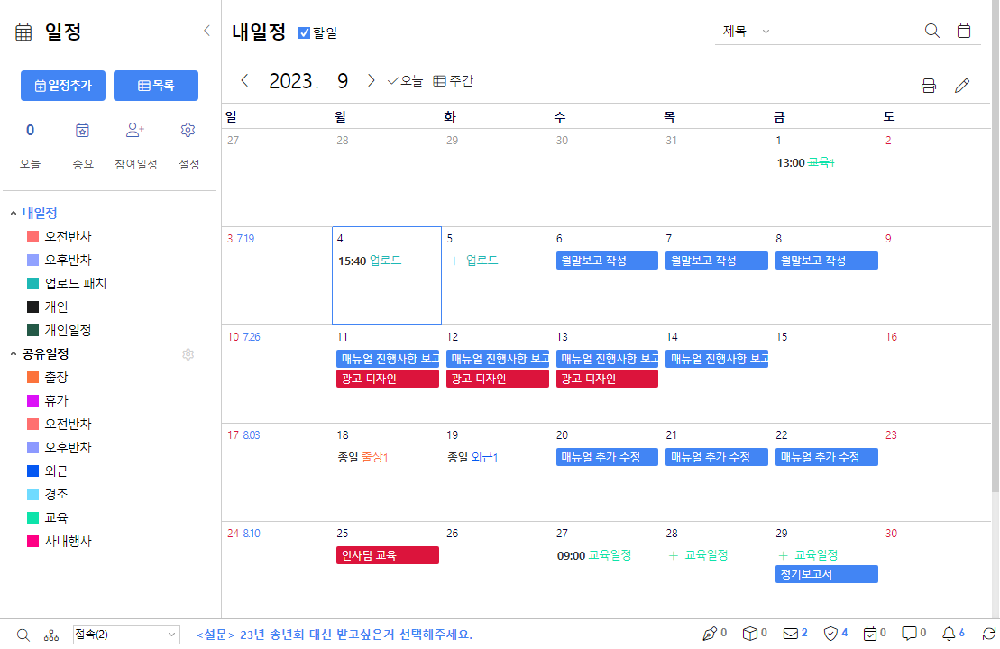 일정
내일정 할일 제목
일정추가 목록
2023. 9 오늘 주간
0
오늘 중요 참여일정 설정
일 월 화 수 목 금 토
27 28 29 30 31 1 2
13:00 교육1
내일정
오전반차
오후반차
업로드 패치
개인
개인일정
공유일정
출장
휴가
오전반차
오후반차
외근
경조
교육
사내행사
3 7.19 4 5 6 7 8 9
15:40 업로드 + 업로드 월말보고 작성 월말보고 작성 월말보고 작성
10 7.26 11 12 13 14 15 16
매뉴얼 진행사항 보고 매뉴얼 진행사항 보고 매뉴얼 진행사항 보고 매뉴얼 진행사항 보고
광고 디자인 광고 디자인 광고 디자인
17 8.03 18 19 20 21 22 23
종일 출장1 종일 외근1 매뉴얼 추가 수정 매뉴얼 추가 수정 매뉴얼 추가 수정
24 8.10 25 26 27 28 29 30
인사팀 교육 09:00 교육일정 + 교육일정 + 교육일정
정기보고서
접속(2) <설문> 23년 송년회 대신 받고싶은거 선택해주세요. 0 0 2 4 0 0 6